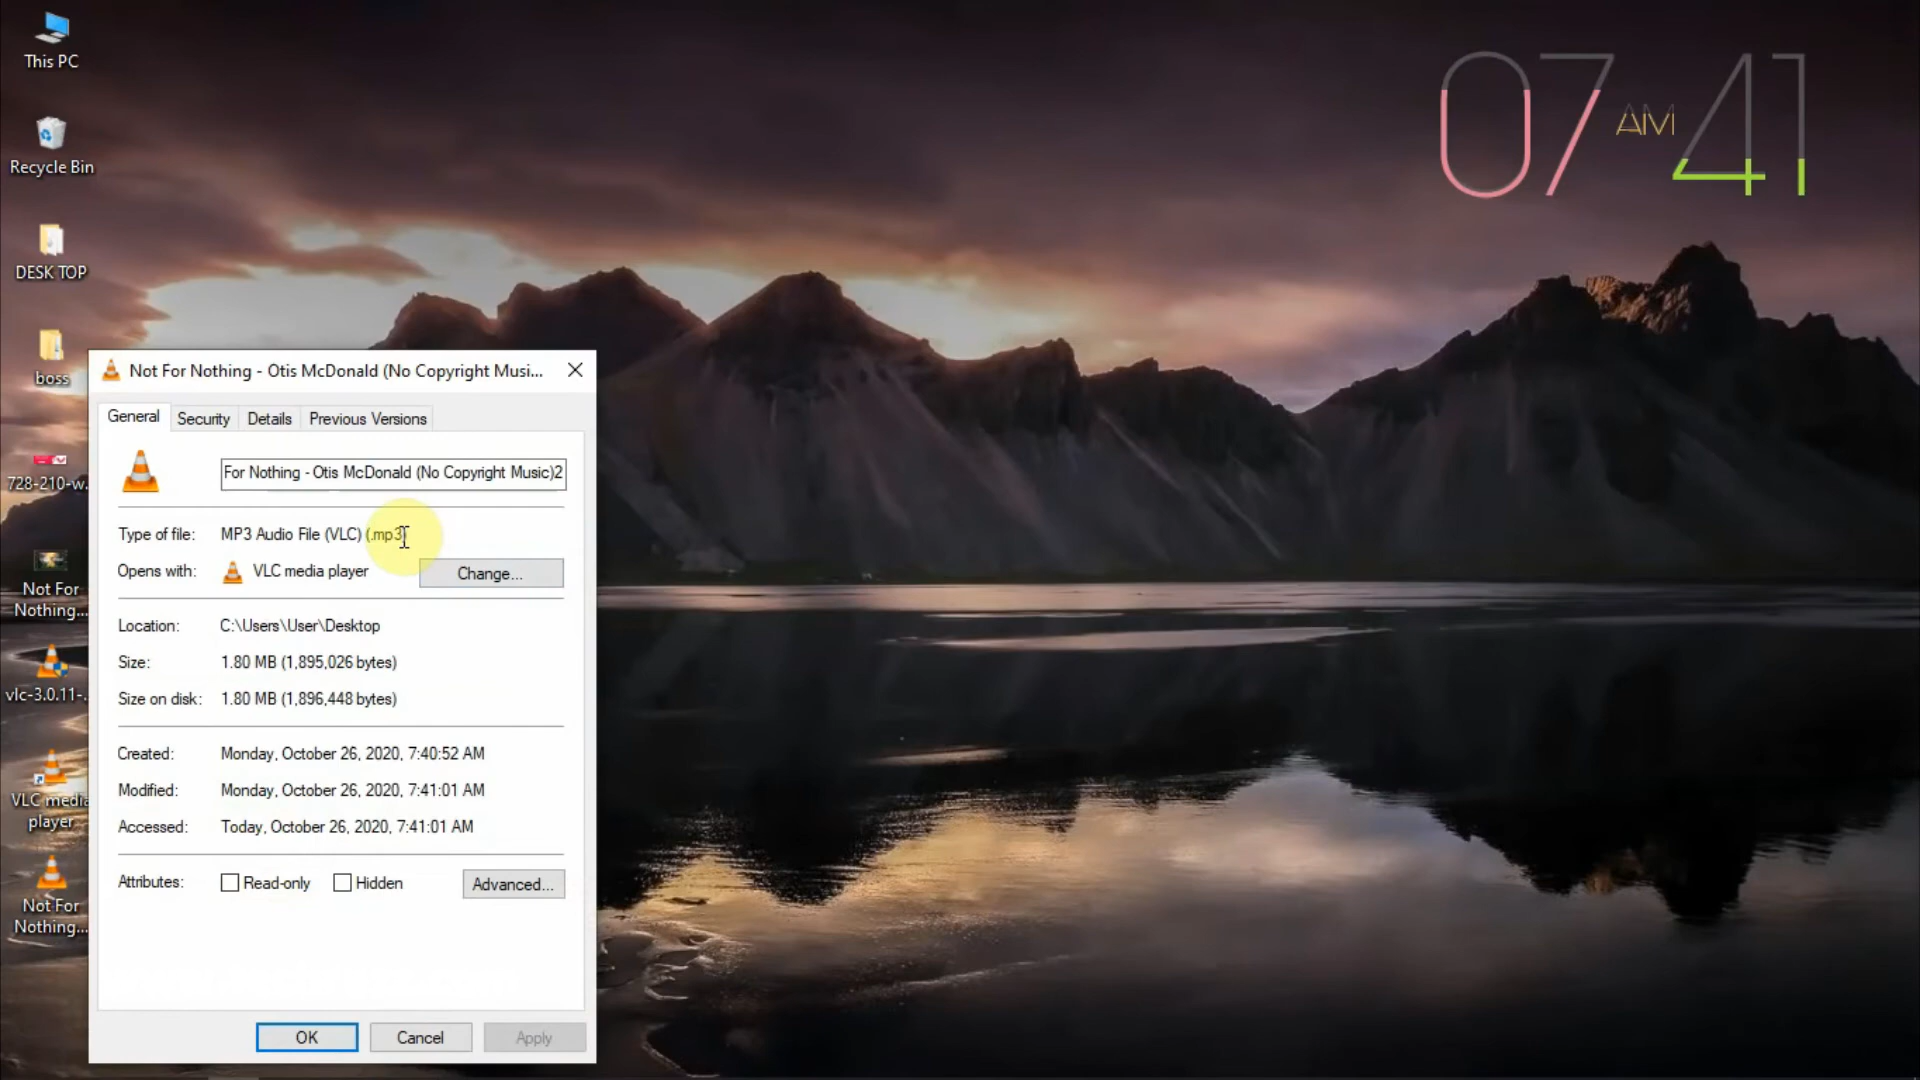 This PC
Recycle Bin
DESK TOP
boss
728-210-w...
Not For
Nothing...
vlc-3.0.11-...
VLC media
player
Not For
Nothing...
07 AM 41
Not For Nothing - Otis McDonald (No Copyright Musi...
General Security Details Previous Versions
For Nothing - Otis McDonald (No Copyright Music)2
Type of file: MP3 Audio File (VLC) (.mp3)
Opens with: VLC media player Change...
Location: C:\Users\User\Desktop
Size: 1.80 MB (1,895,026 bytes)
Size on disk: 1.80 MB (1,896,448 bytes)
Created: Monday, October 26, 2020, 7:40:52 AM
Modified: Monday, October 26, 2020, 7:41:01 AM
Accessed: Today, October 26, 2020, 7:41:01 AM
Attributes: Read-only Hidden Advanced...
OK Cancel Apply